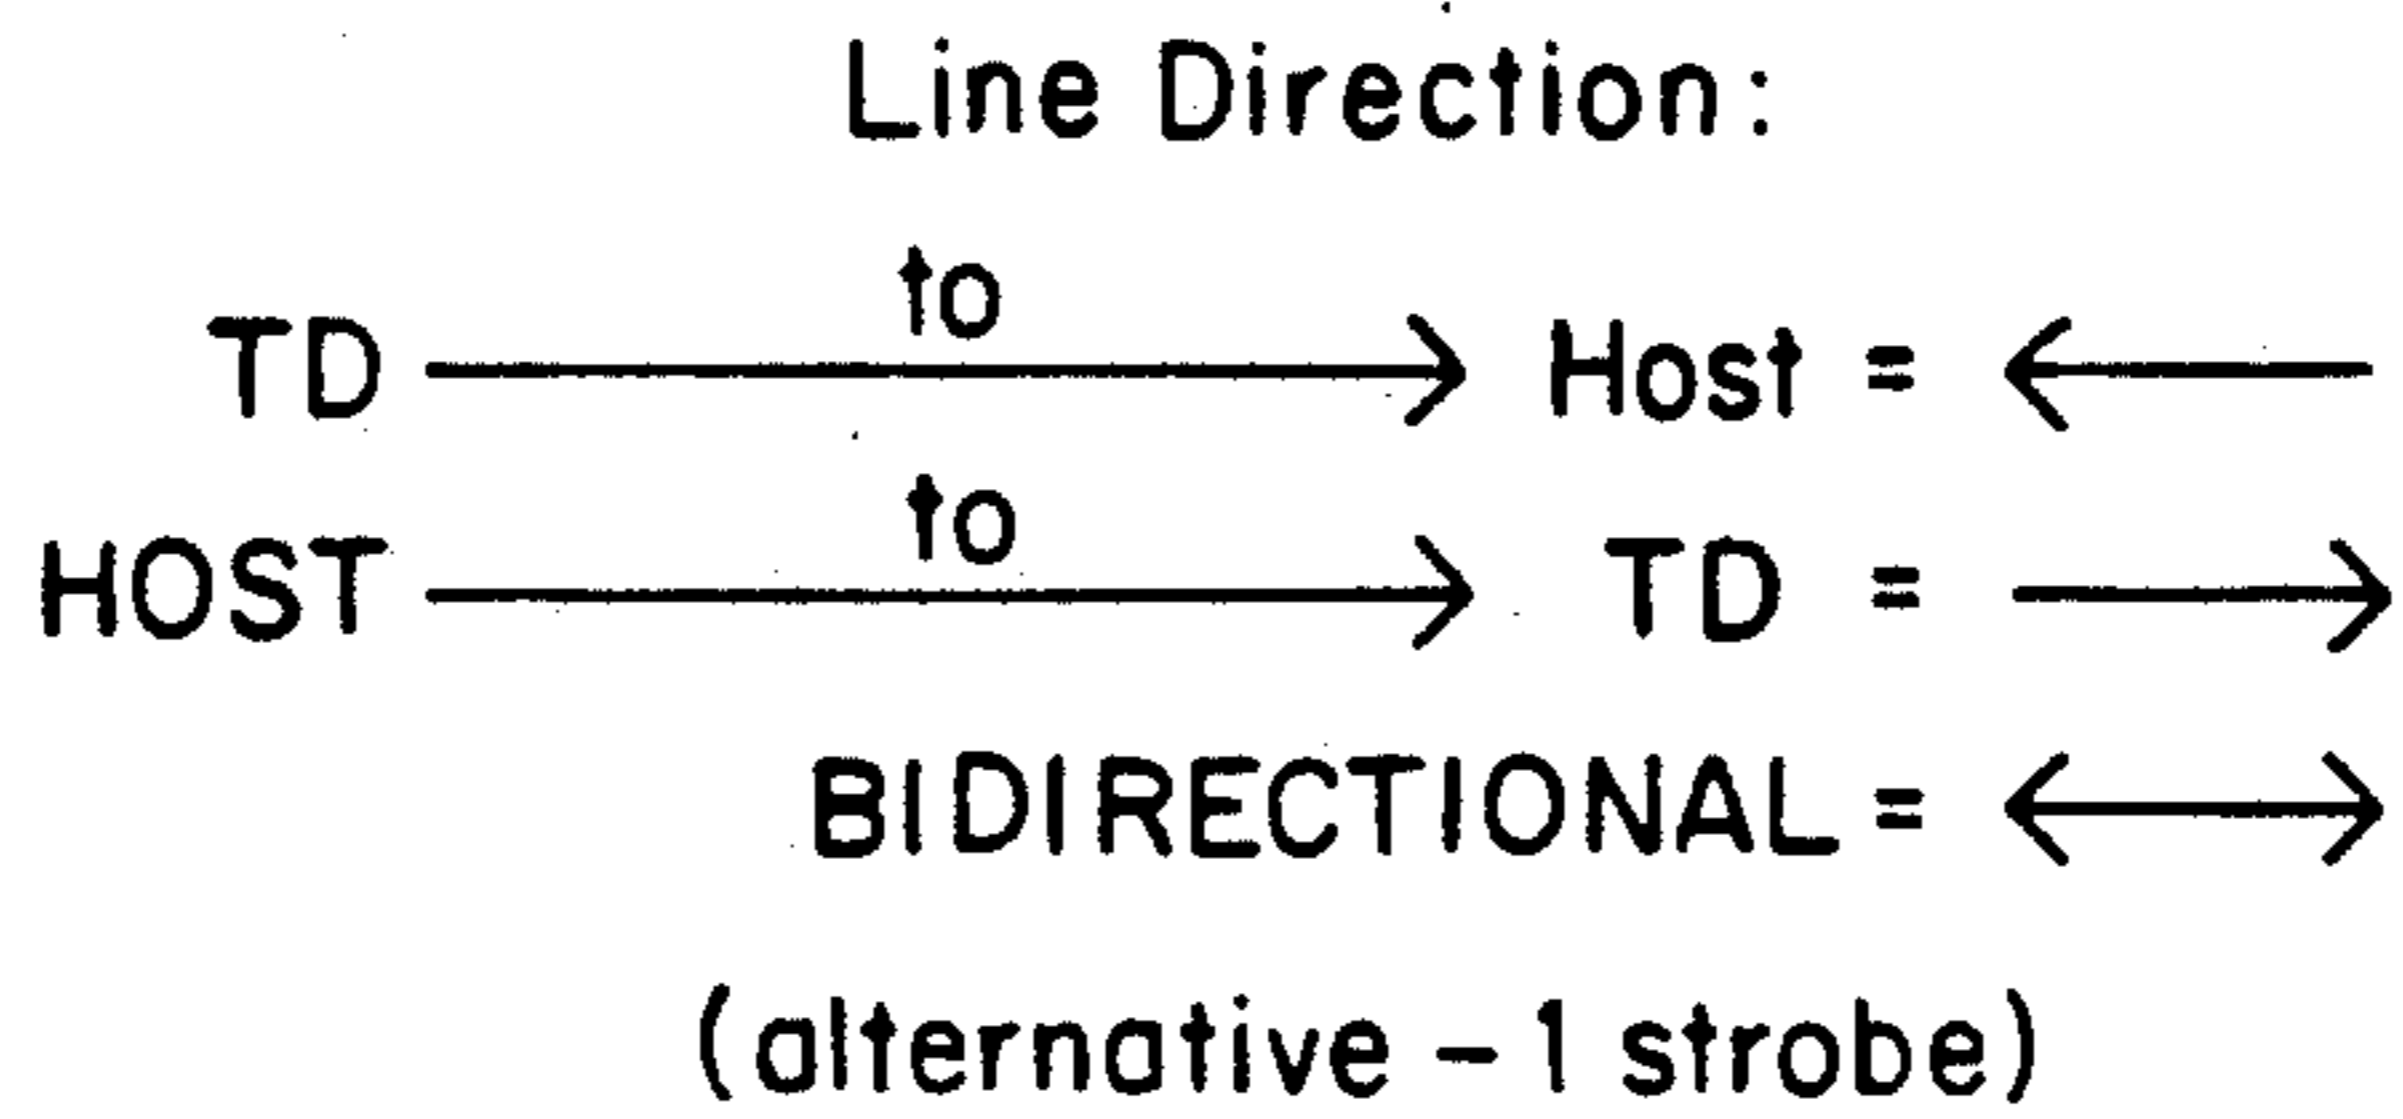 Line Direction:
TD to Host =
HOST to TD =
BIDIRECTIONAL =
(alternative - 1 strobe)